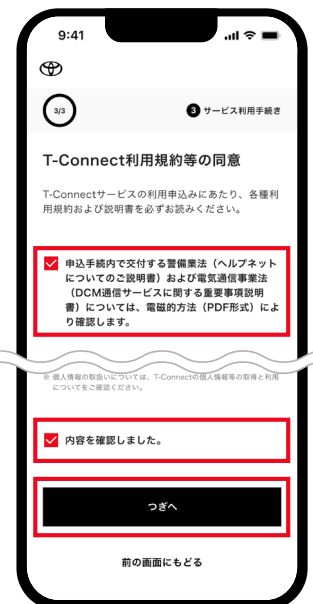 9:41
3/3
3 サービス利用手続き
T-Connect利用規約等の同意
T-Connectサービスの利用申込みにあたり、各種利
用規約および説明書を必ずお読みください。
申込手続内で交付する警備業法（ヘルプネット
についてのご説明書）および電気通信事業法
（DCM通信サービスに関する重要事項説明
書）については、電磁的方法（PDF形式）によ
り確認します。
※ 個人情報の取扱いについては、T-Connectの個人情報等の取得と利用
についてをご確認ください。
内容を確認しました。
つぎへ
前の画面にもどる